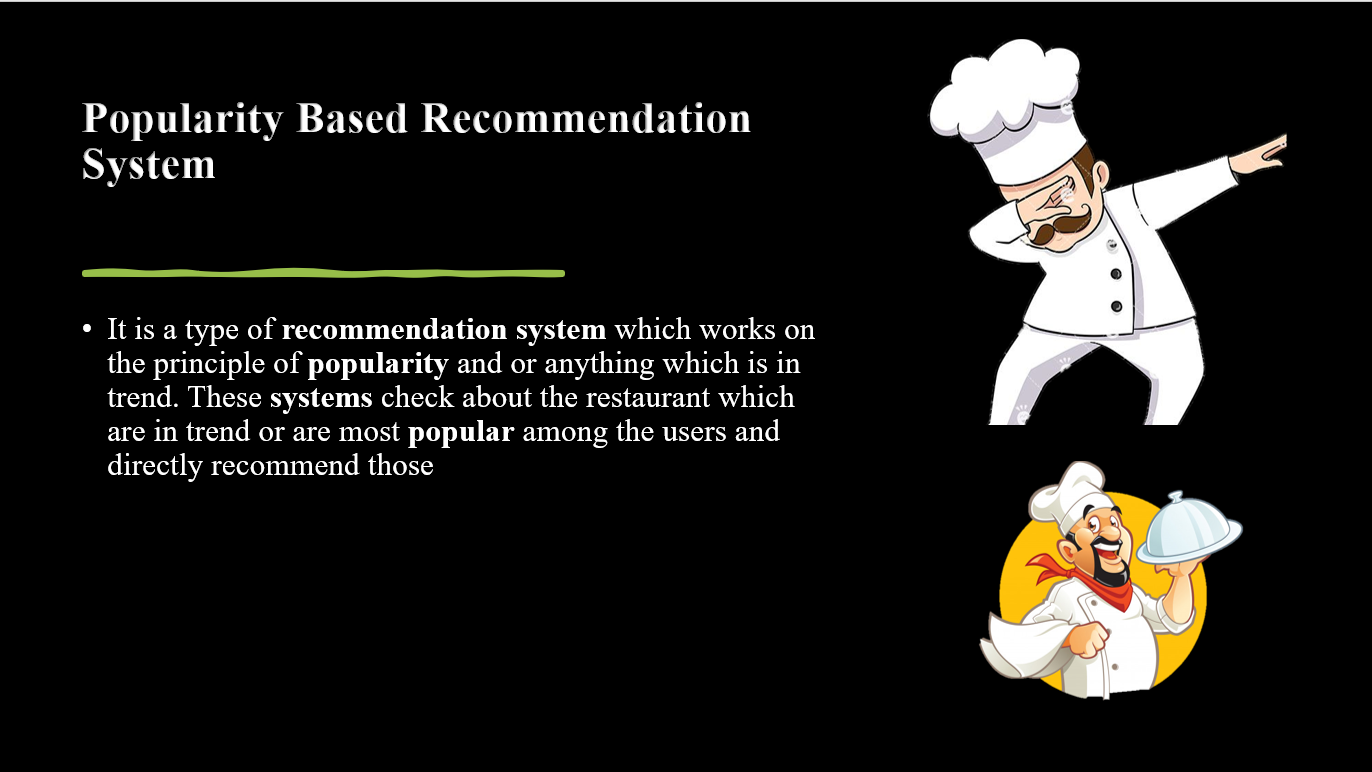 Popularity Based Recommendation
System
• It is a type of recommendation system which works on
the principle of popularity and or anything which is in
trend. These systems check about the restaurant which
are in trend or are most popular among the users and
directly recommend those